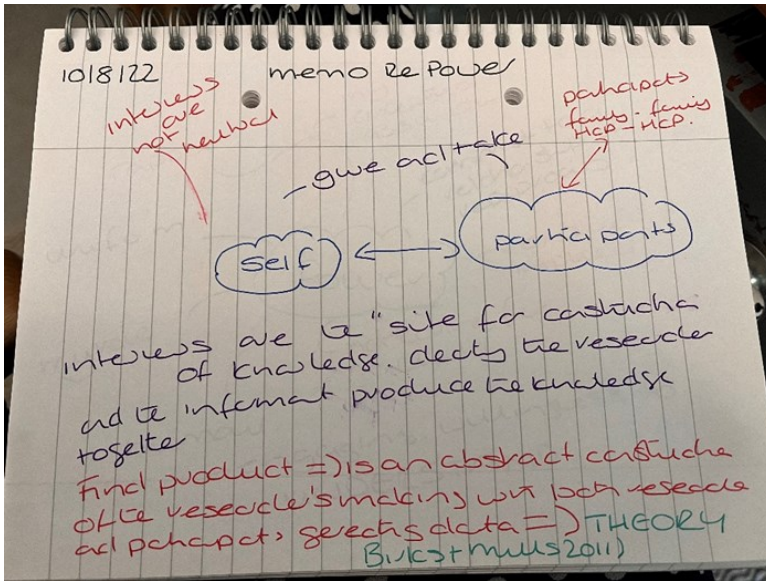 10/8/22 memo Re Power
interviews
are
not neutral
participants
family - family
HCP - HCP.
give and take
self
participants
interviews are the "site for construction
of knowledge. clearly the researcher
and the informant produce the knowledge
together
Final product => is an abstract construction
of the researcher's making with both researcher
and participants generating data => THEORY
Birks + Mills 2011)